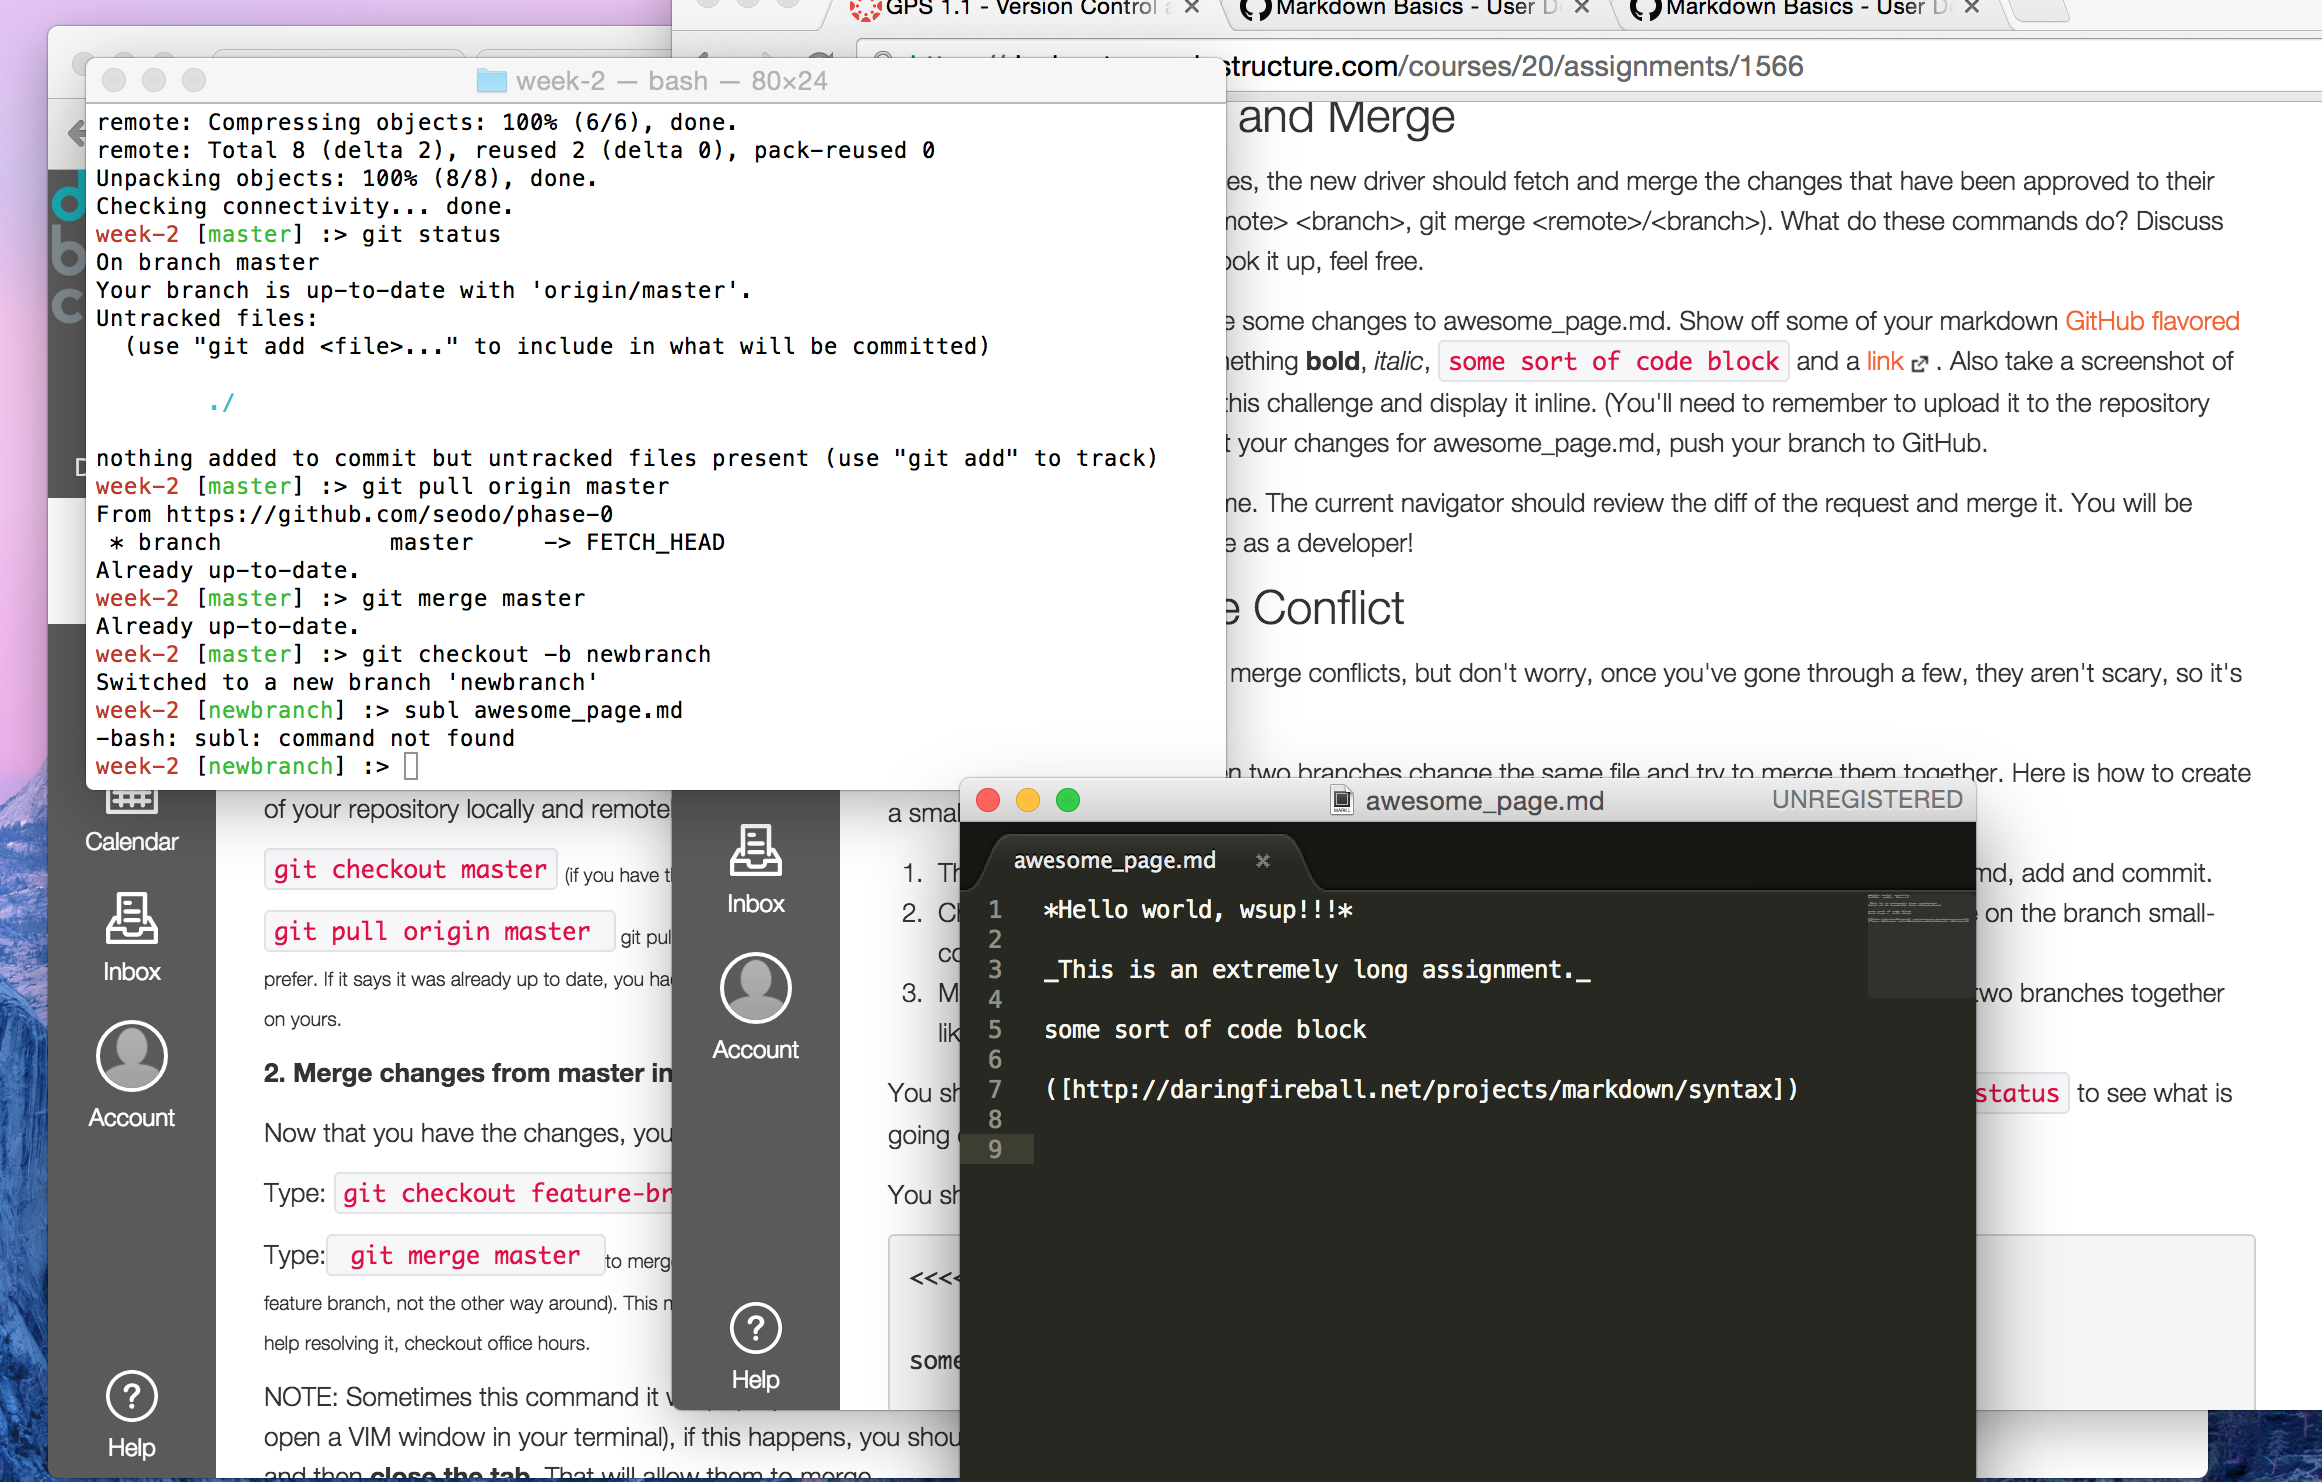 GPS 1.1 - Version Control
Markdown Basics - User D
Markdown Basics - User D
structure.com/courses/20/assignments/1566
week-2 — bash — 80×24
remote: Compressing objects: 100% (6/6), done.
remote: Total 8 (delta 2), reused 2 (delta 0), pack-reused 0
Unpacking objects: 100% (8/8), done.
Checking connectivity... done.
week-2 [master] :> git status
On branch master
Your branch is up-to-date with 'origin/master'.
Untracked files:
(use "git add <file>..." to include in what will be committed)
./
nothing added to commit but untracked files present (use "git add" to track)
week-2 [master] :> git pull origin master
From https://github.com/seodo/phase-0
* branch master -> FETCH_HEAD
Already up-to-date.
week-2 [master] :> git merge master
Already up-to-date.
week-2 [master] :> git checkout -b newbranch
Switched to a new branch 'newbranch'
week-2 [newbranch] :> subl awesome_page.md
-bash: subl: command not found
week-2 [newbranch] :>
and Merge
es, the new driver should fetch and merge the changes that have been approved to their
note> <branch>, git merge <remote>/<branch>). What do these commands do? Discuss
ook it up, feel free.
e some changes to awesome_page.md. Show off some of your markdown GitHub flavored
nething bold, italic, some sort of code block and a link . Also take a screenshot of
his challenge and display it inline. (You'll need to remember to upload it to the repository
t your changes for awesome_page.md, push your branch to GitHub.
ne. The current navigator should review the diff of the request and merge it. You will be
e as a developer!
e Conflict
merge conflicts, but don't worry, once you've gone through a few, they aren't scary, so it's
n two branches change the same file and try to merge them together. Here is how to create
a smal
1. Th
md, add and commit.
2. Ch
e on the branch small-
co
3. M
two branches together
lik
You sh
status to see what is
going
You sh
<<<<
some
d
b
c
D
Calendar
Inbox
Account
Help
Inbox
Account
Help
of your repository locally and remote
git checkout master (if you have t
git pull origin master git pul
prefer. If it says it was already up to date, you ha
on yours.
2. Merge changes from master in
Now that you have the changes, you
Type: git checkout feature-br
Type: git merge master to merg
feature branch, not the other way around). This m
help resolving it, checkout office hours.
NOTE: Sometimes this command it w
open a VIM window in your terminal), if this happens, you shou
and then close the tab. That will allow them to merge
awesome_page.md UNREGISTERED
awesome_page.md
1 *Hello world, wsup!!!*
2
3 _This is an extremely long assignment._
4
5 some sort of code block
6
7 ([http://daringfireball.net/projects/markdown/syntax])
8
9